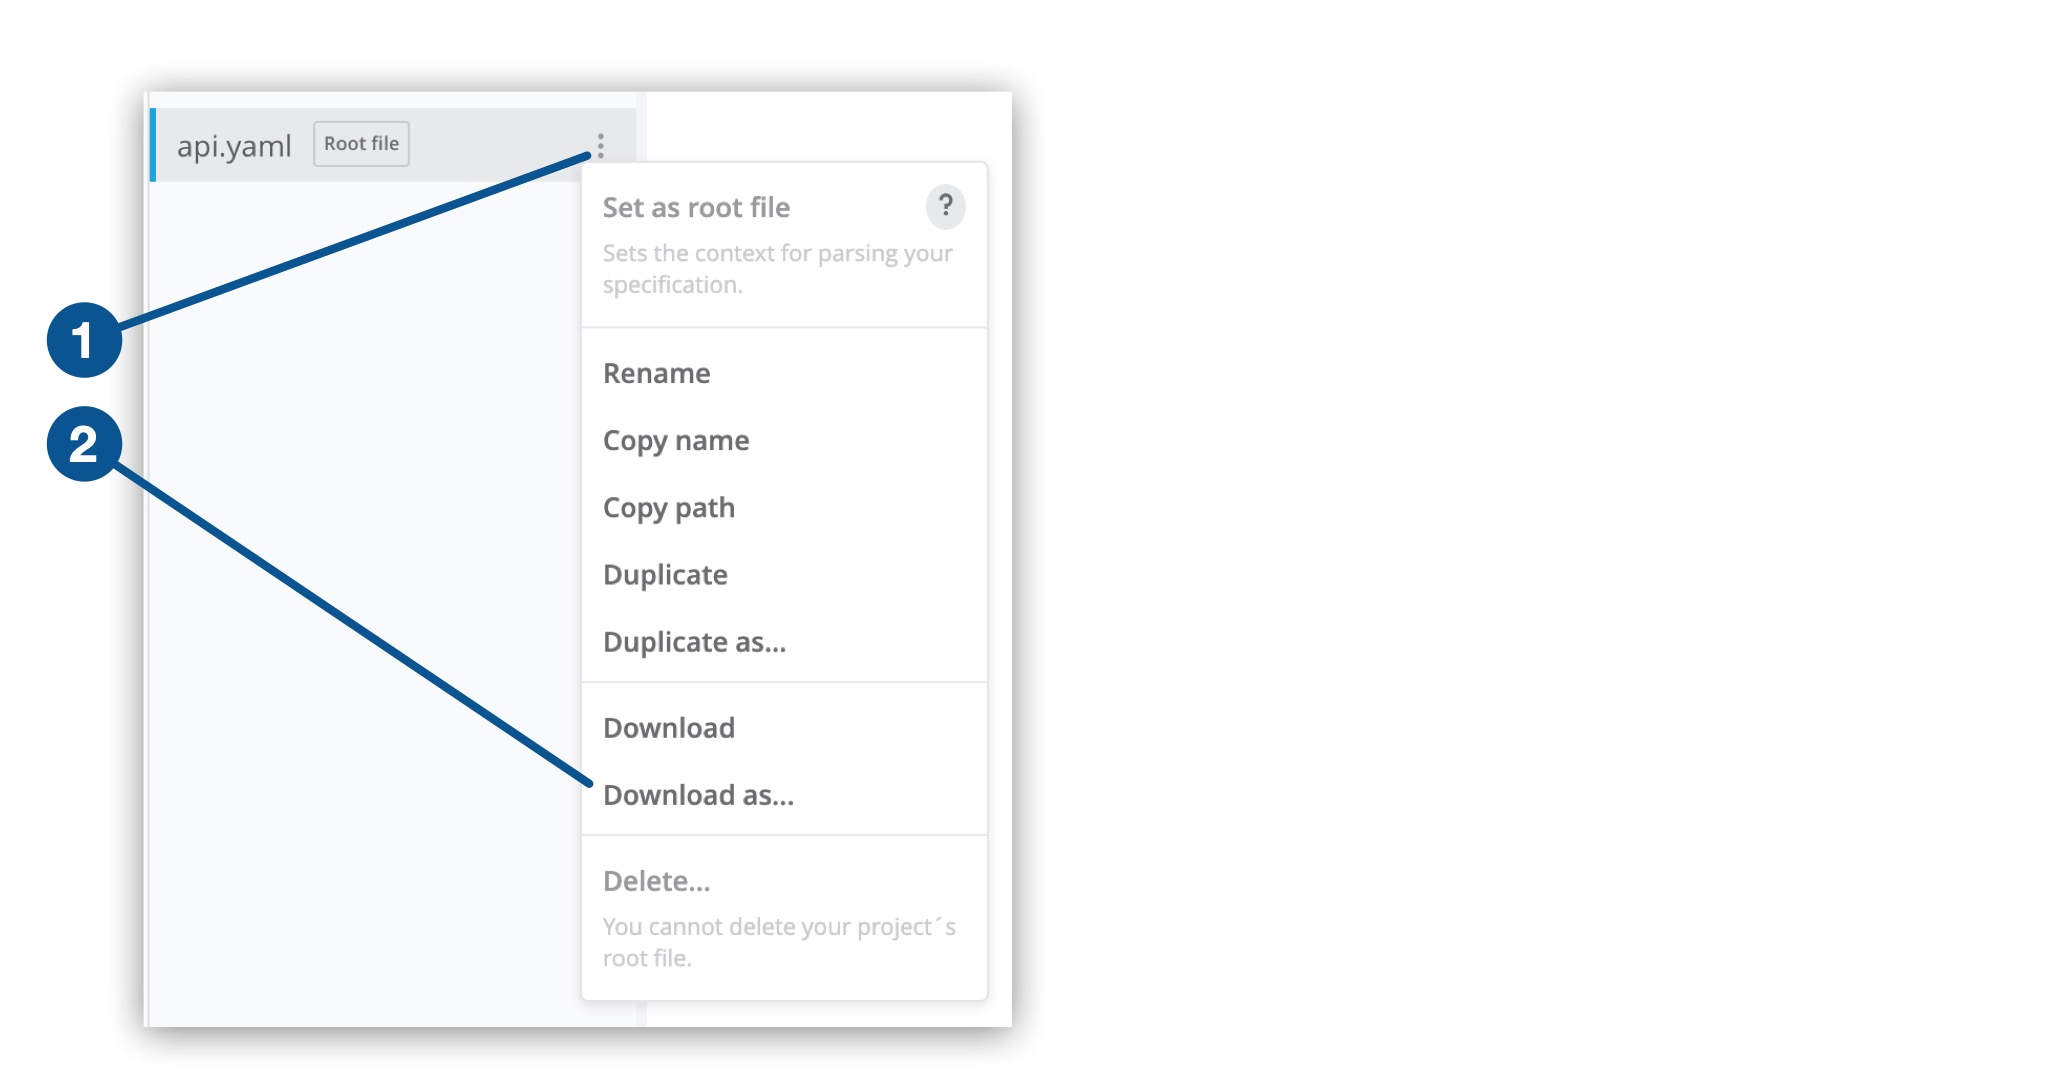 api.yaml Root file
Set as root file ?
Sets the context for parsing your
specification.
1
Rename
2
Copy name
Copy path
Duplicate
Duplicate as...
Download
Download as...
Delete...
You cannot delete your project´s
root file.